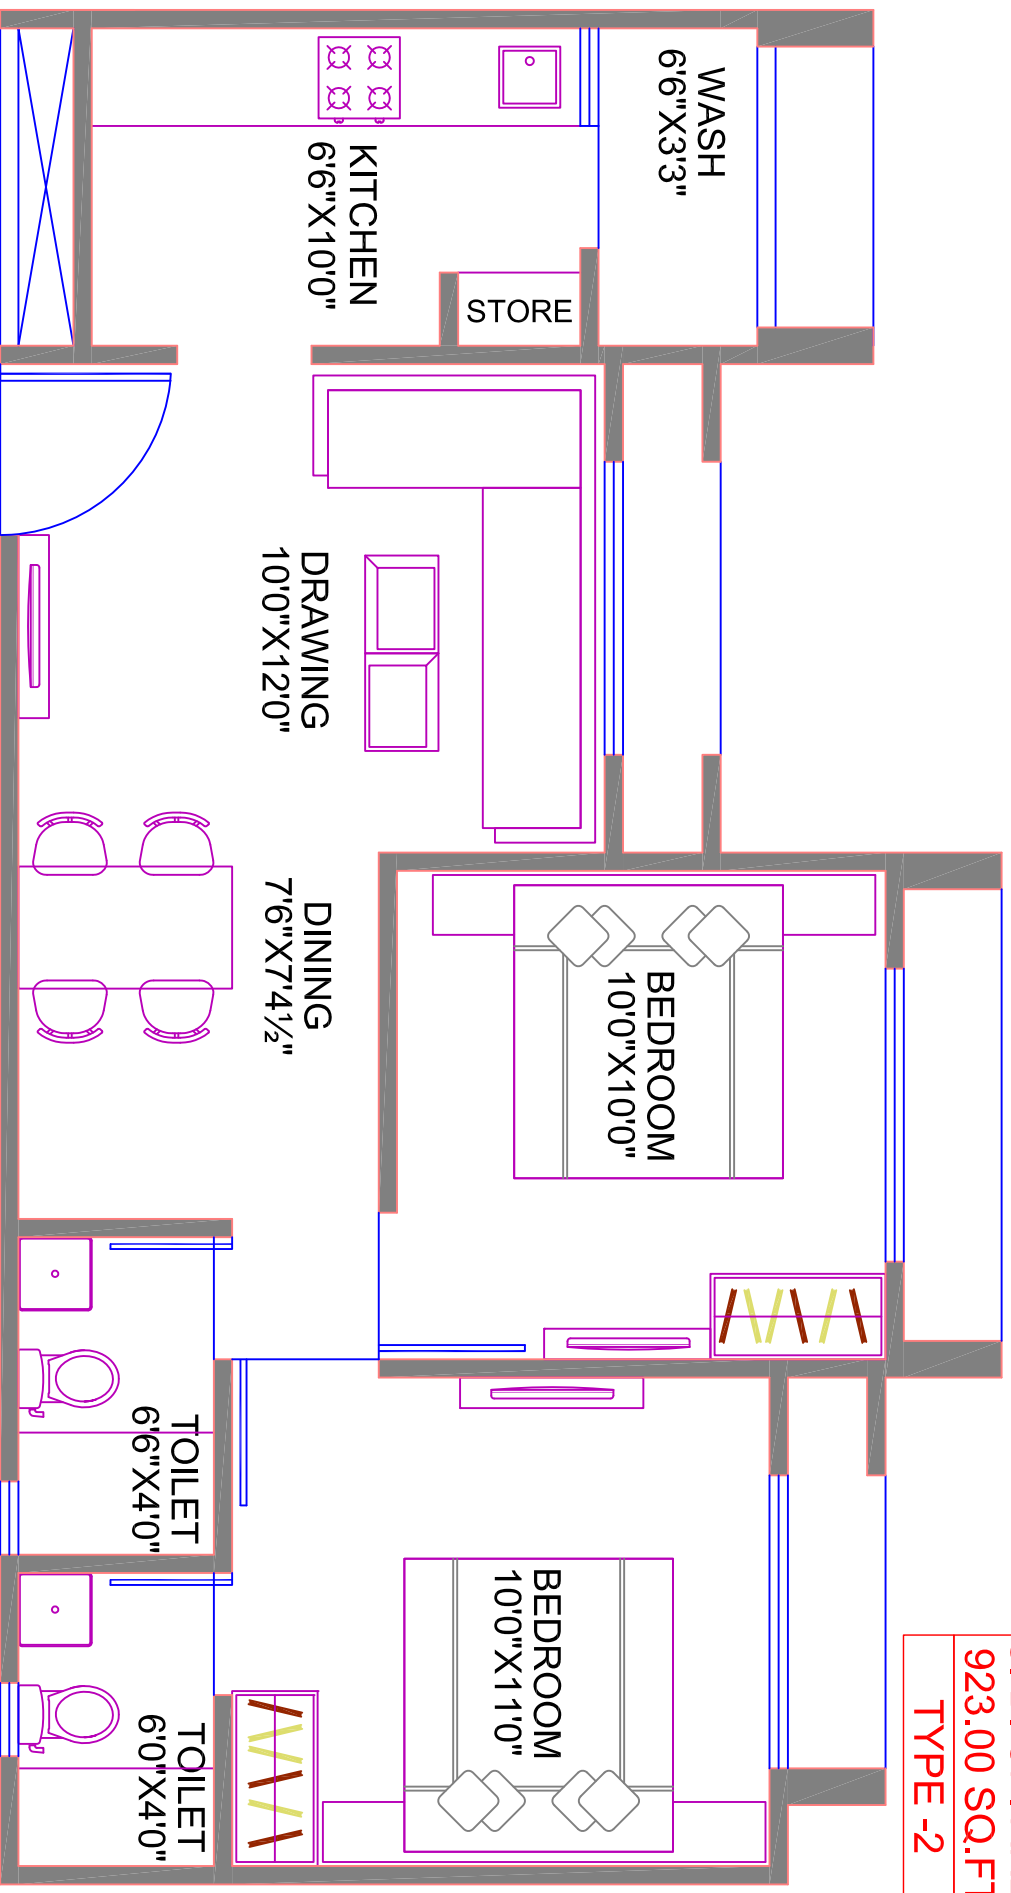 WASH
6'6"X3'3"
KITCHEN
6'6"X10'0"
STORE
DRAWING
10'0"X12'0"
DINING
7'6"X7'4½"
BEDROOM
10'0"X10'0"
TOILET
6'6"X4'0"
BEDROOM
10'0"X11'0"
TOILET
6'0"X4'0"
923.00 SQ.FT
TYPE -2